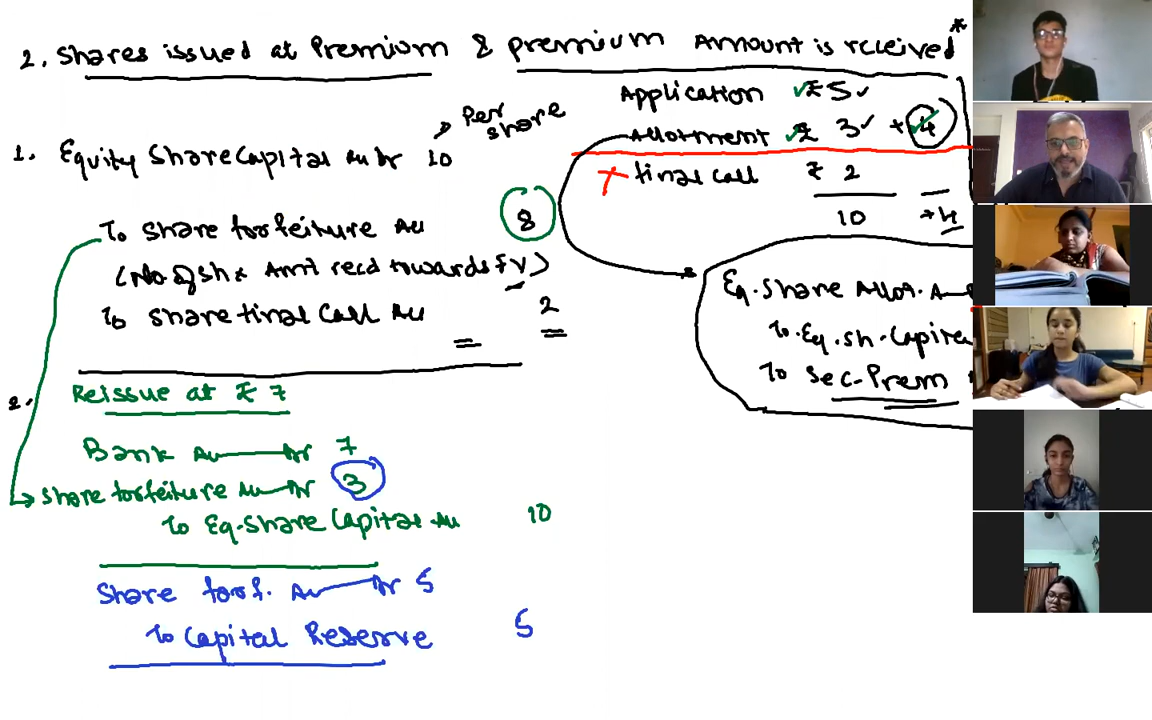 2. Shares issued at Premium & premium Amount is received*
Application ₹5
Allotment ₹ 3 + 4
final call ₹ 2
10 +4
→ Per share
1. Equity Share Capital A/c Dr 10
To share forfeiture A/c 8
(No of sh x Amt recd towards FV)
To share final call A/c 2
Eq. Share Allot. A
To Eq. sh. Capital
To Sec. Prem
2. Reissue at ₹ 7
Bank A/c Dr 7
Share forfeiture A/c Dr 3
To Eq. Share Capital A/c 10
Share forf. A/c Dr 5
To Capital Reserve 5